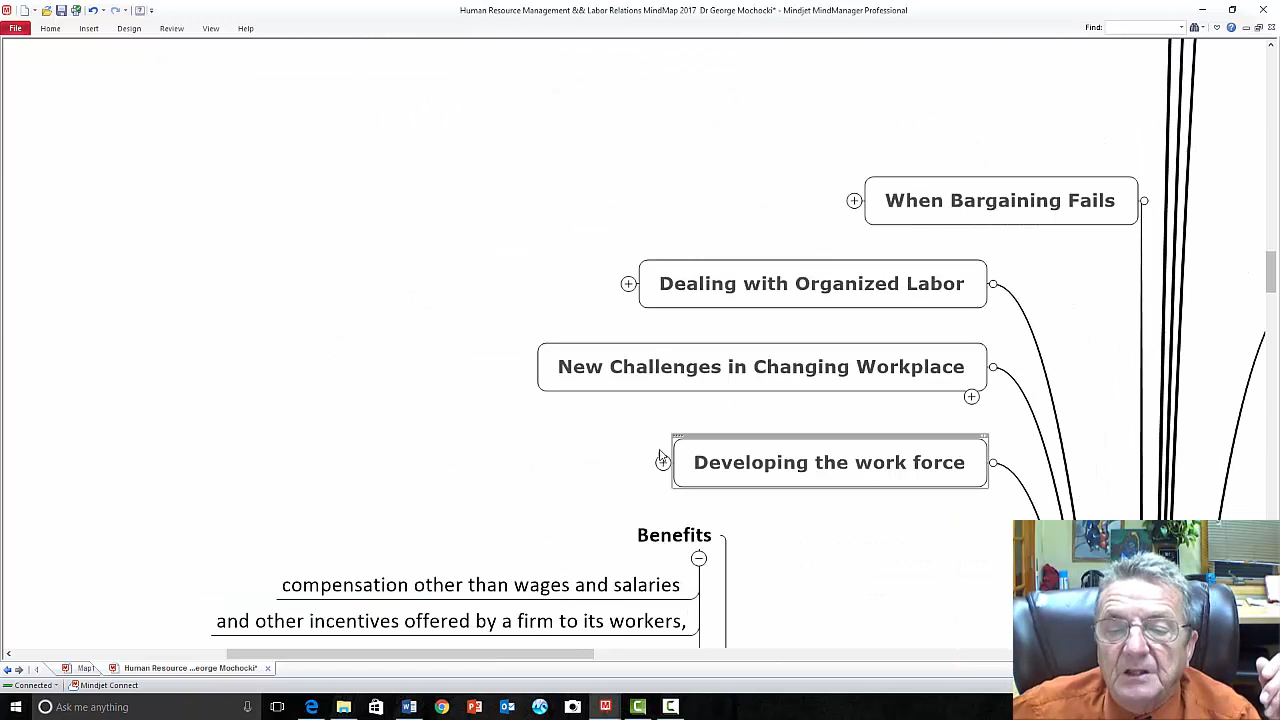 Human Resource Management && Labor Relations MindMap 2017 Dr George Mochocki* - Mindjet MindManager Professional
File Home Insert Design Review View Help Find:
When Bargaining Fails
Dealing with Organized Labor
New Challenges in Changing Workplace
Developing the work force
Benefits
compensation other than wages and salaries
and other incentives offered by a firm to its workers,
Map1 Human Resource ...eorge Mochocki*
Connected Mindjet Connect
Ask me anything